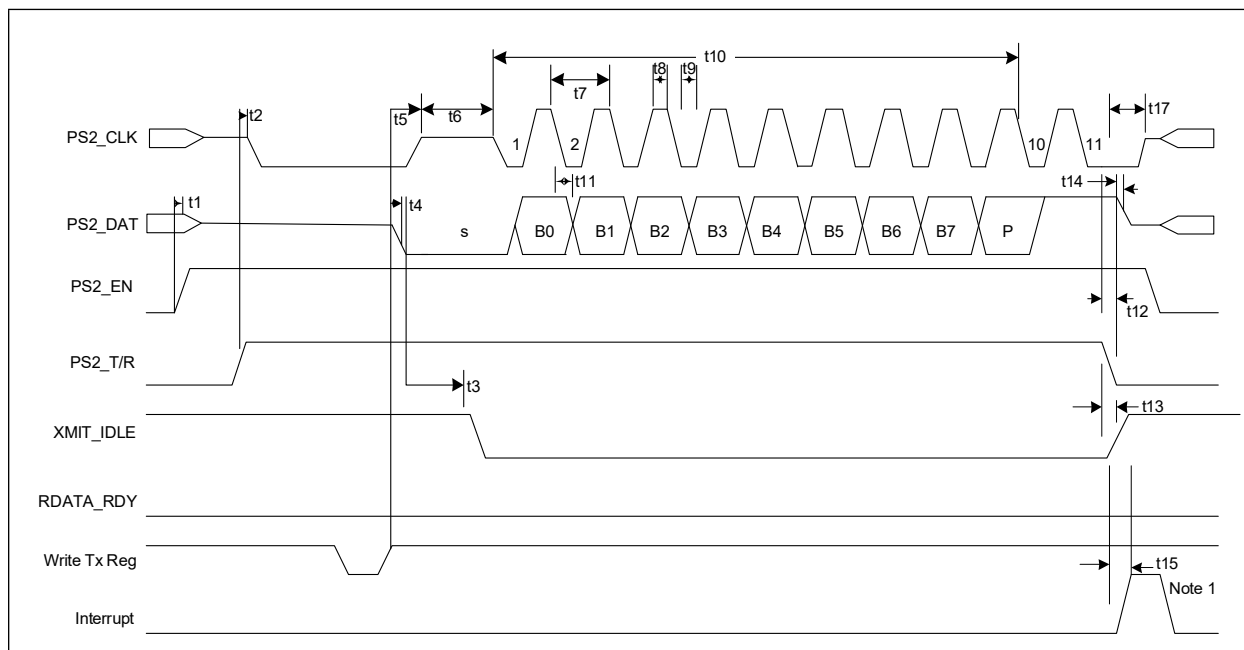 t10
t8 t9
t2 t7
t5 t6 t17
PS2_CLK 1 2 10 11
t11 t14
t1
t4
PS2_DAT s B0 B1 B2 B3 B4 B5 B6 B7 P
PS2_EN
t12
PS2_T/R
t3
t13
XMIT_IDLE
RDATA_RDY
Write Tx Reg
t15
Note 1
Interrupt